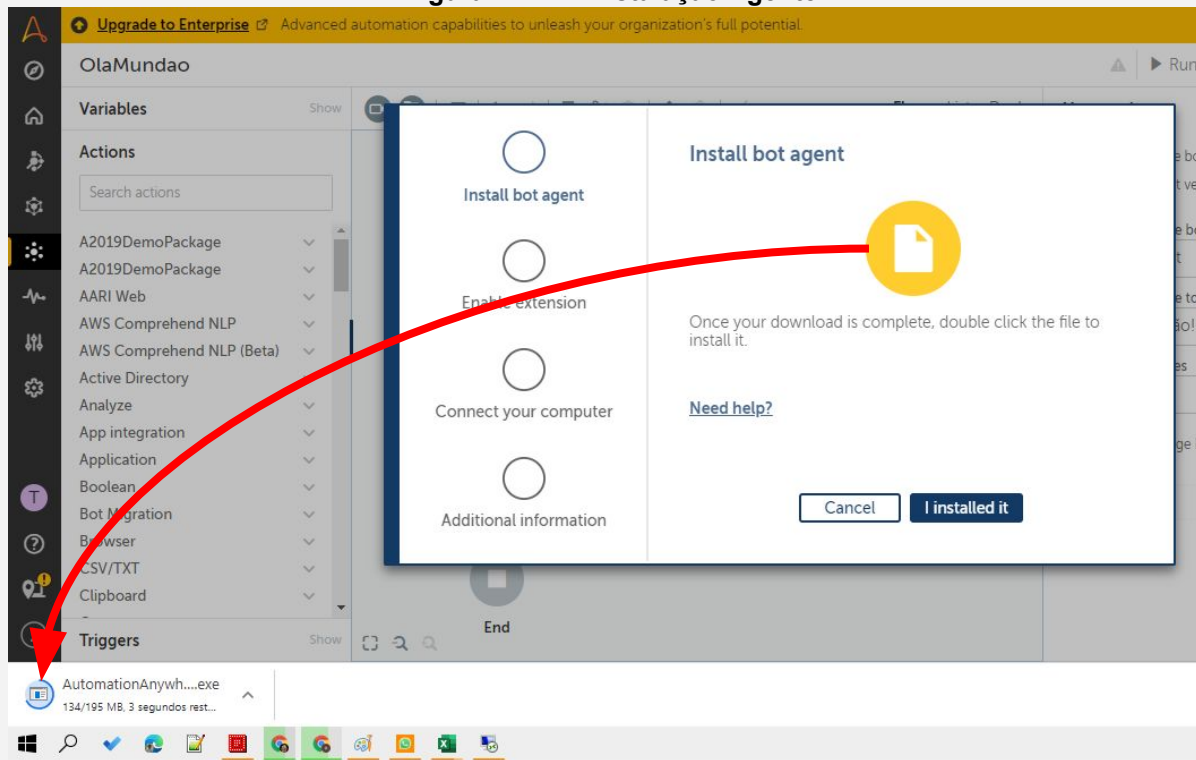 Upgrade to Enterprise Advanced automation capabilities to unleash your organization's full potential.
OlaMundao
Run
Variables
Show
Actions
Search actions
A2019DemoPackage
A2019DemoPackage
AARI Web
AWS Comprehend NLP
AWS Comprehend NLP (Beta)
Active Directory
Analyze
App integration
Application
Boolean
Bot Migration
Browser
CSV/TXT
Clipboard
Triggers
Show
Install bot agent
Enable extension
Connect your computer
Additional information
Install bot agent
Once your download is complete, double click the file to
install it.
Need help?
Cancel
I installed it
End
T
AutomationAnywh....exe
134/195 MB, 3 segundos rest...